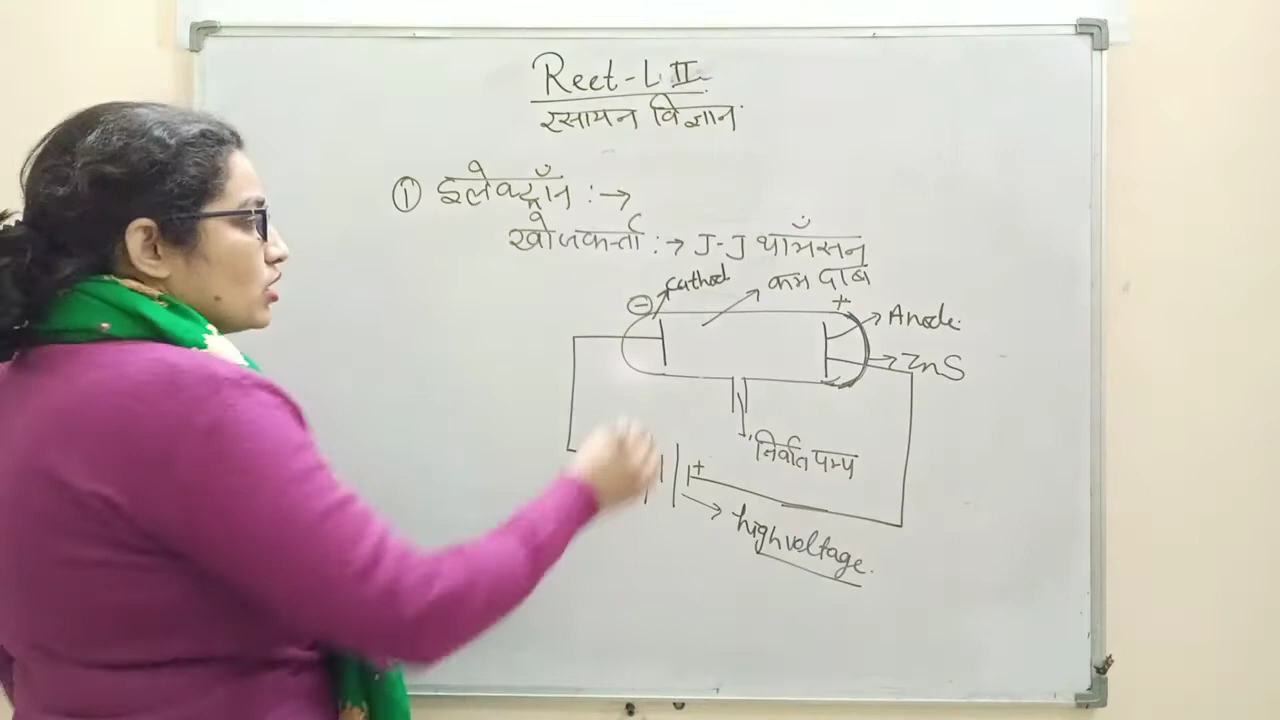 Reet-L II
रसायन विज्ञान
① इलेक्ट्रॉन :→
खोजकर्ता :→ J-J थॉमसन
cathod
कम दाब
⊖
+
Anode
ZnS
निर्वात पम्प
+
high voltage.